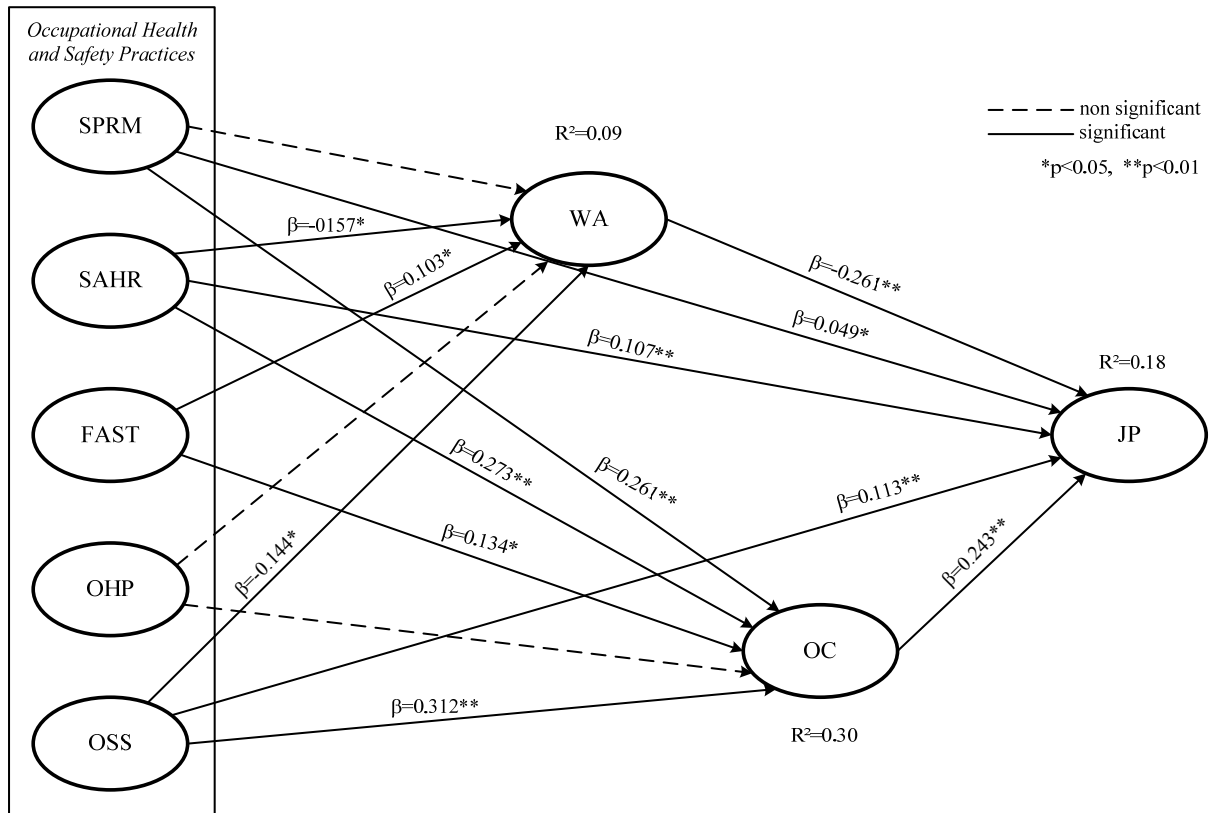 Occupational Health
and Safety Practices
SPRM
SAHR
FAST
OHP
OSS
R²=0.09
WA
non significant
significant
*p<0.05, **p<0.01
β=-0157*
β=0.103*
β=-0.261**
β=0.049*
β=0.107**
R²=0.18
JP
β=0.273**
β=0.261**
β=0.113**
β=0.134*
β=-0.144*
β=0.243**
OC
β=0.312**
R²=0.30